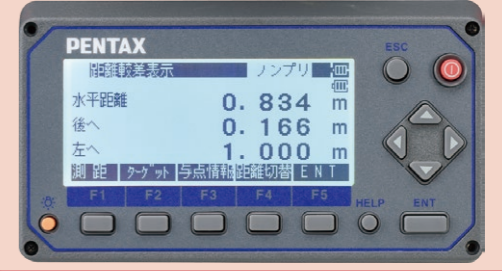 PENTAX
ESC
距離較差表示 ノンプリ
水平距離 0.834 m
後へ 0.166 m
左へ 1.000 m
測距 ターゲット 与点情報 距離切替 ENT
F1 F2 F3 F4 F5
HELP ENT